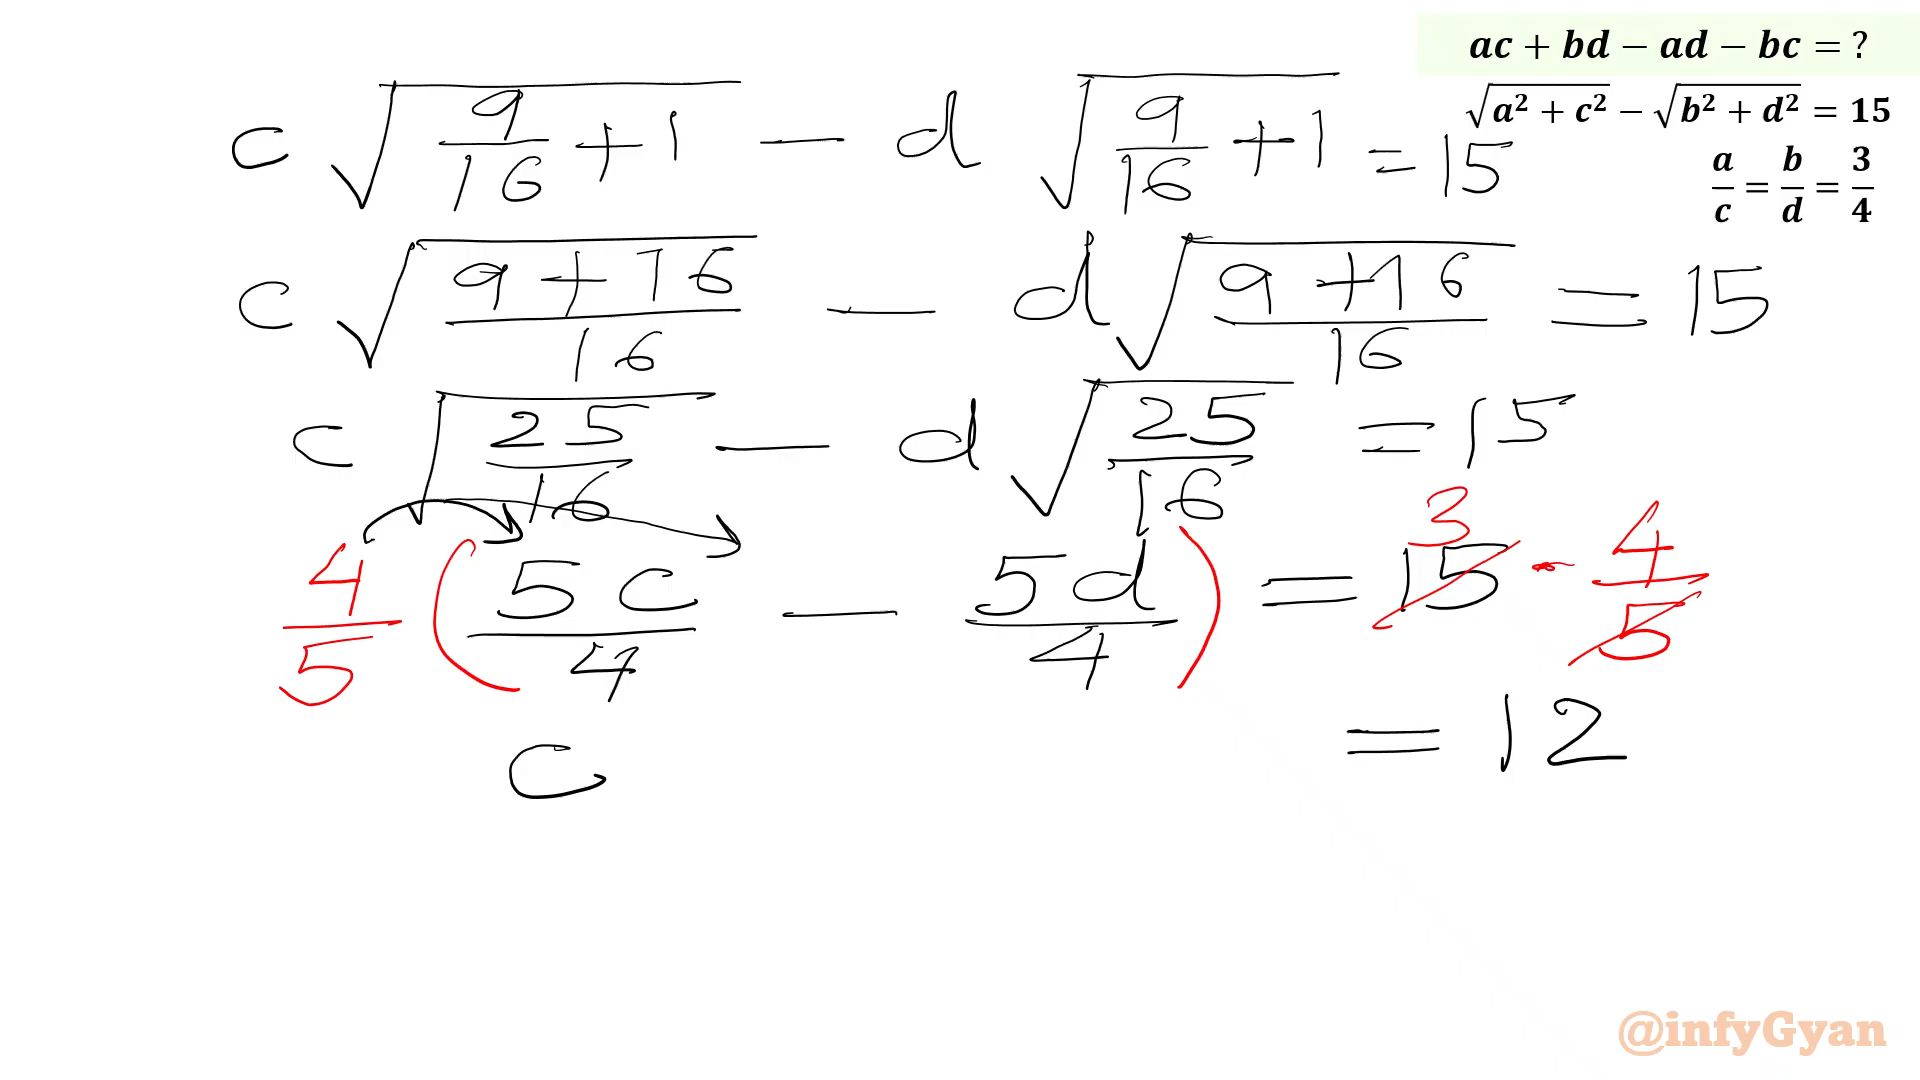 ac + bd − ad − bc = ?
√(a² + c²) − √(b² + d²) = 15
a/c = b/d = 3/4
c √(9/16 + 1) − d √(9/16 + 1) = 15
c √((9 + 16)/16) − d √((9 + 16)/16) = 15
c √(25/16) − d √(25/16) = 15
4/5 (5c/4 − 5d/4) = 15 · 4/5
3
c = 12
@infyGyan